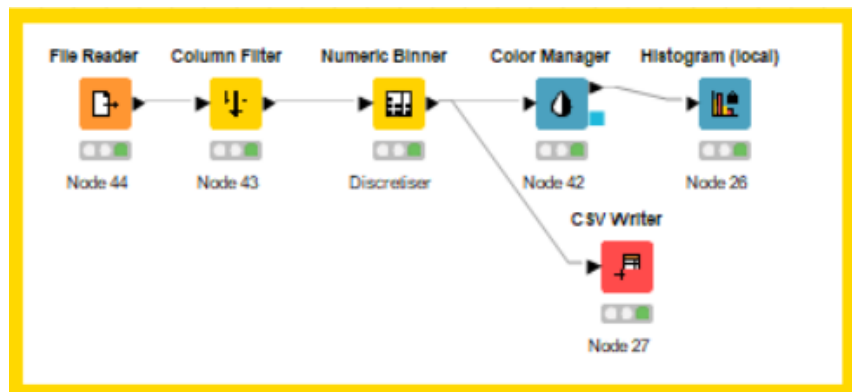 File Reader
Column Filter
Numeric Binner
Color Manager
Histogram (local)
Node 44
Node 43
Discretiser
Node 42
Node 26
CSV Writer
Node 27